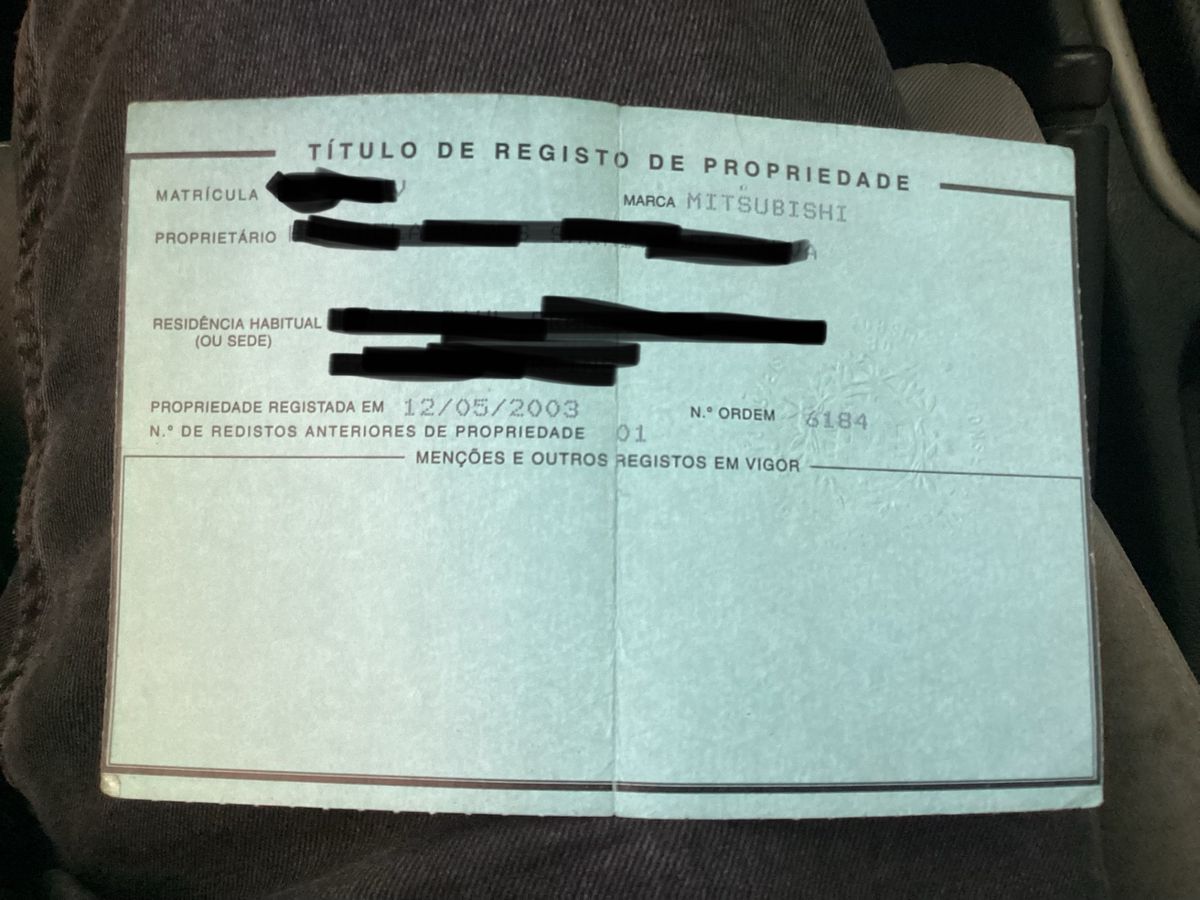 TÍTULO DE REGISTO DE PROPRIEDADE
MATRÍCULA
MARCA MITSUBISHI
PROPRIETÁRIO
RESIDÊNCIA HABITUAL
(OU SEDE)
PROPRIEDADE REGISTADA EM 12/05/2003 N.º ORDEM 6184
N.º DE REDISTOS ANTERIORES DE PROPRIEDADE 01
MENÇÕES E OUTROS REGISTOS EM VIGOR